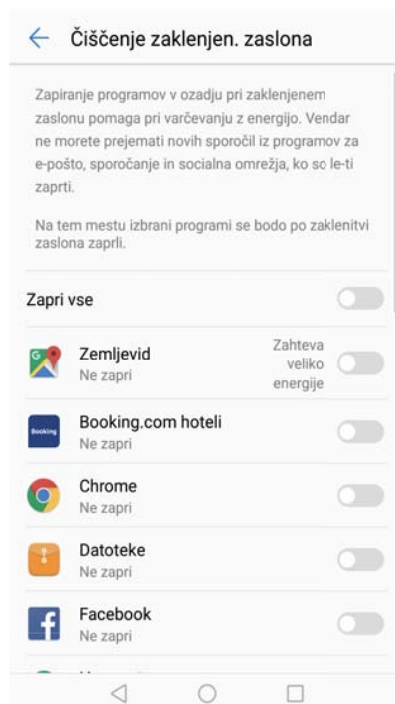 Čiščenje zaklenjen. zaslona
Zapiranje programov v ozadju pri zaklenjenem
zaslonu pomaga pri varčevanju z energijo. Vendar
ne morete prejemati novih sporočil iz programov za
e-pošto, sporočanje in socialna omrežja, ko so le-ti
zaprti.
Na tem mestu izbrani programi se bodo po zaklenitvi
zaslona zaprli.
Zapri vse
G
Zemljevid
Ne zapri
Zahteva
veliko
energije
Booking
Booking.com hoteli
Ne zapri
Chrome
Ne zapri
Datoteke
Ne zapri
f
Facebook
Ne zapri